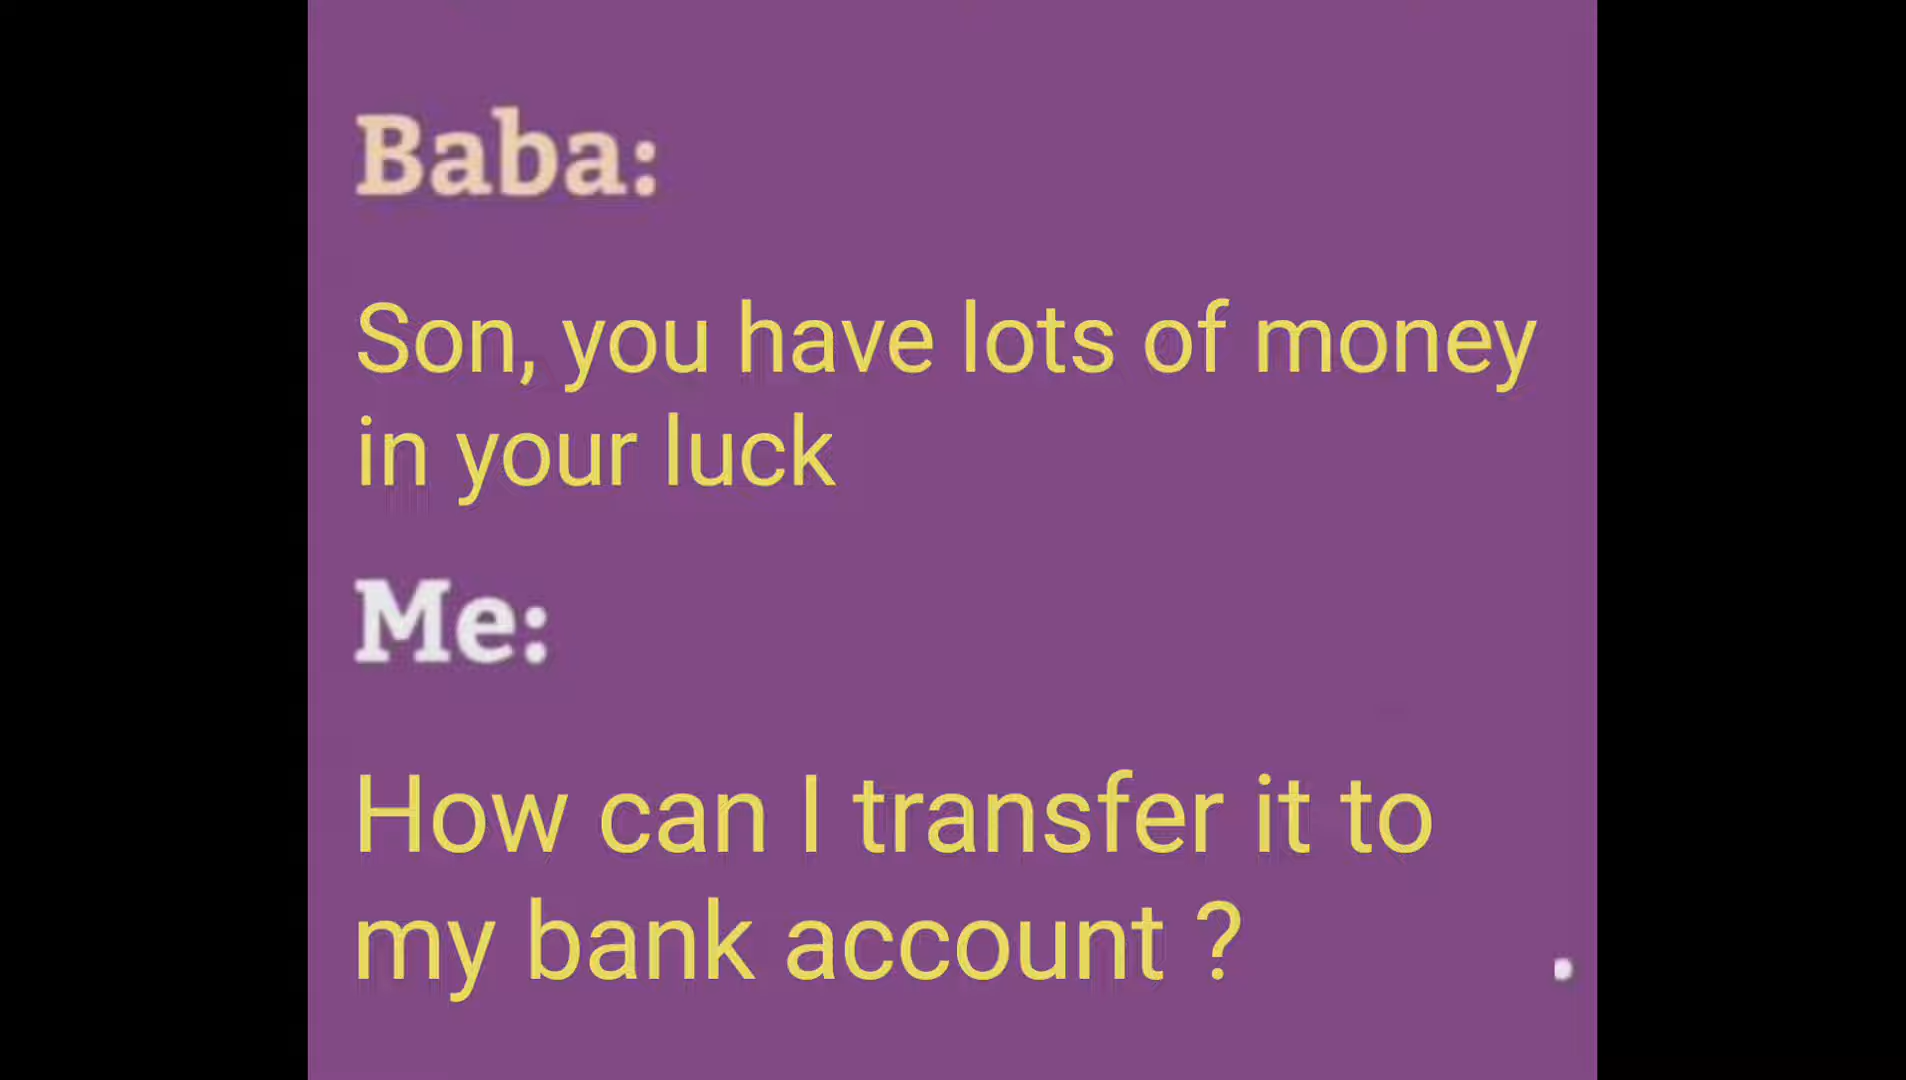 Baba:
Son, you have lots of money
in your luck
Me:
How can I transfer it to
my bank account ?
.